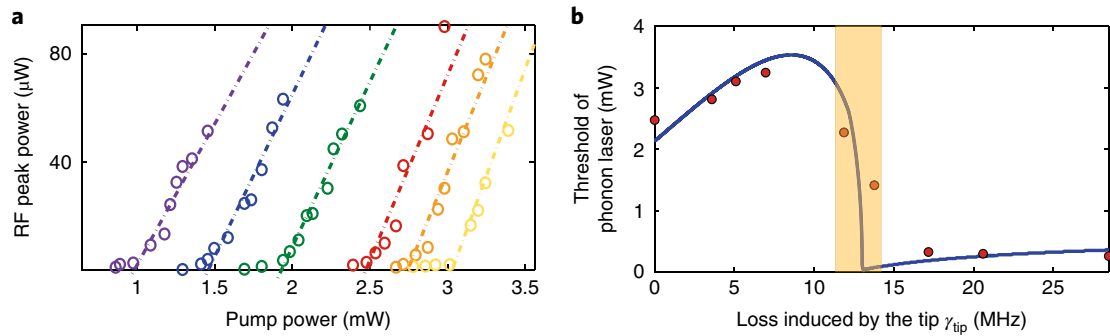 a
RF peak power (μW)
80
40
1
1.5
2
2.5
3
3.5
Pump power (mW)
b
Threshold of
phonon laser (mW)
4
3
2
1
0
0
5
10
15
20
25
Loss induced by the tip γtip (MHz)